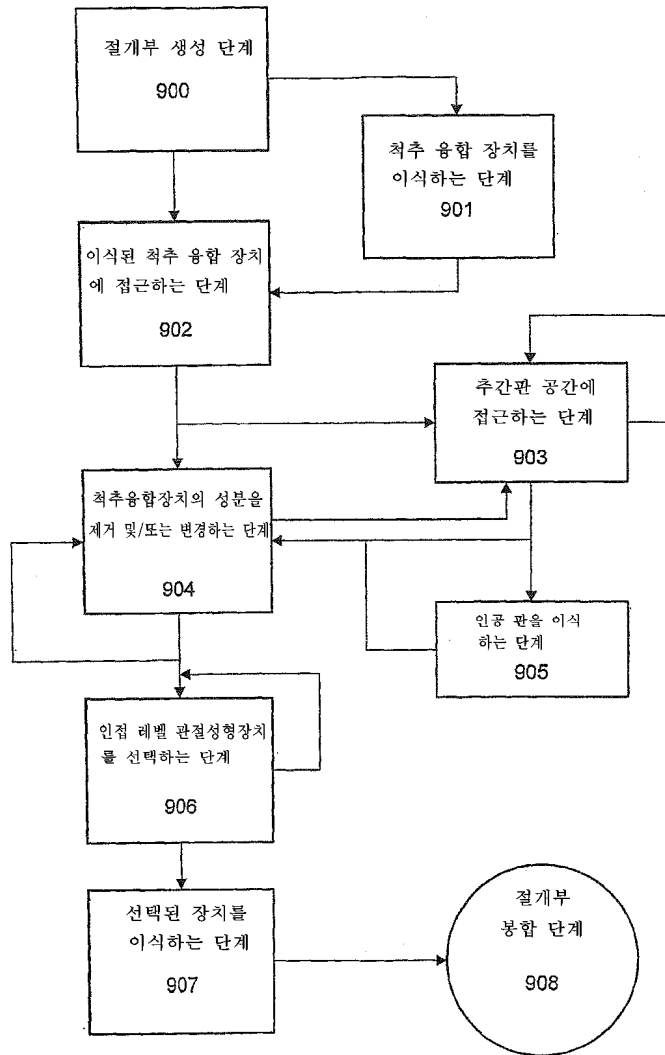 절개부 생성 단계
900
척추 융합 장치를
이식하는 단계
901
이식된 척추 융합 장치
에 접근하는 단계
902
추간판 공간에
접근하는 단계
903
척추융합장치의 성분을
제거 및/또는 변경하는 단계
904
인공 판을 이식
하는 단계
905
인접 레벨 관절성형장치
를 선택하는 단계
906
선택된 장치를
이식하는 단계
907
절개부
봉합 단계
908